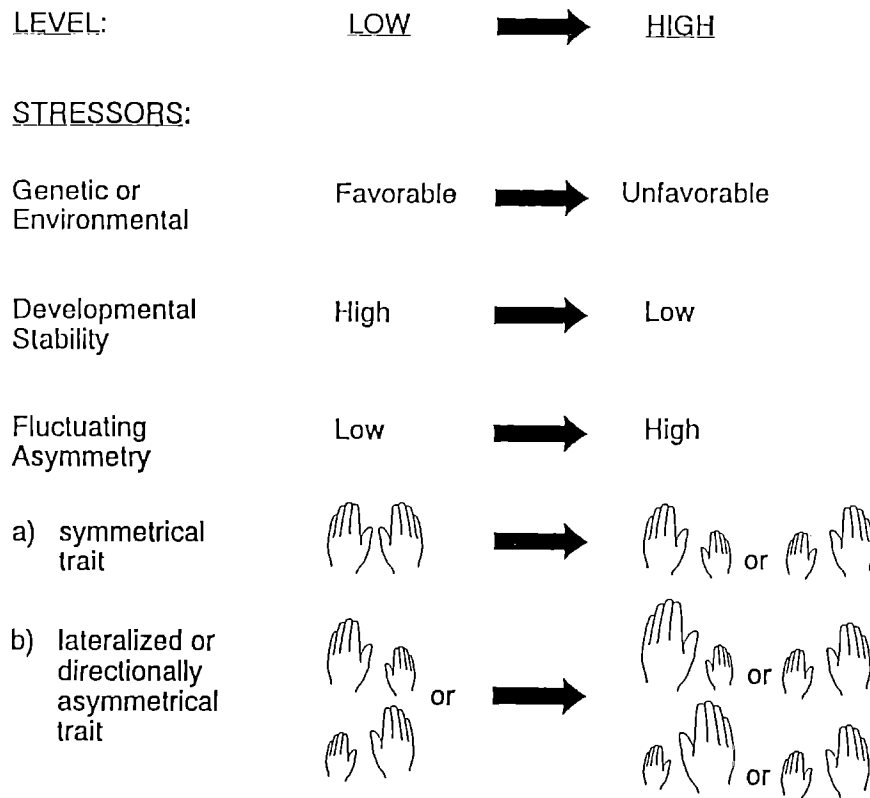 LEVEL: LOW HIGH
STRESSORS:
Genetic or
Environmental Favorable Unfavorable
Developmental
Stability High Low
Fluctuating
Asymmetry Low High
a) symmetrical
trait or
b) lateralized or
directionally
asymmetrical
trait or or
or